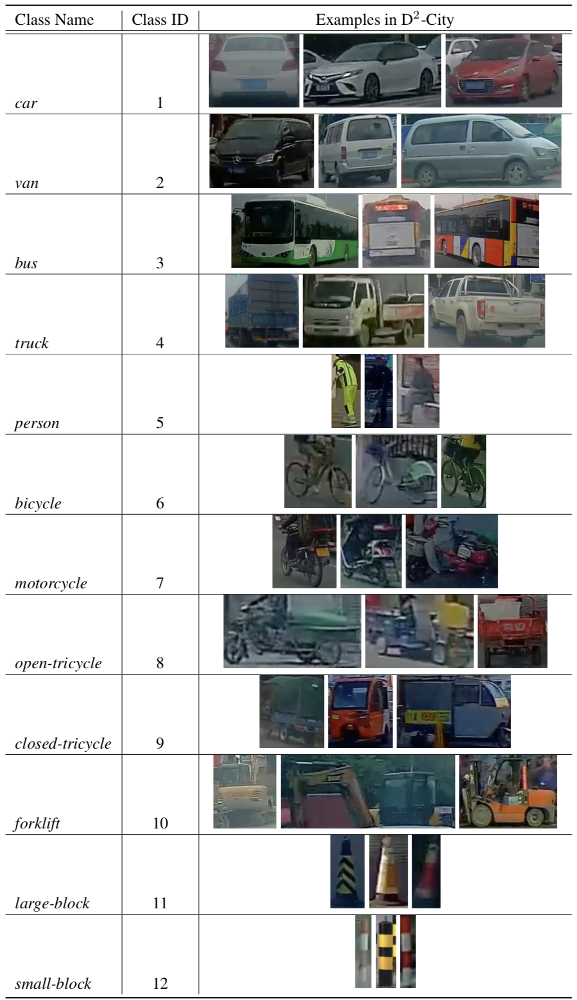 Class Name Class ID Examples in D²-City
car 1
van 2
bus 3
truck 4
person 5
bicycle 6
motorcycle 7
open-tricycle 8
closed-tricycle 9
forklift 10
large-block 11
small-block 12